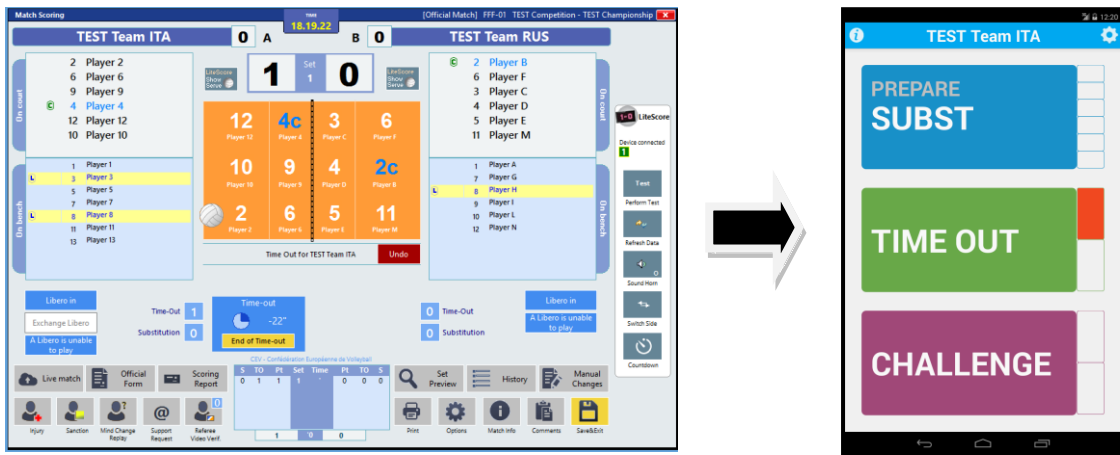 Match Scoring
TIME
18.19.22
[Official Match] FFF-01 TEST Competition - TEST Championship
TEST Team ITA
0 A
B 0
TEST Team RUS
On court
2 Player 2
6 Player 6
9 Player 9
C 4 Player 4
12 Player 12
10 Player 10
LiteScore
Show
Serve
1
Set
1
0
LiteScore
Show
Serve
C 2 Player B
6 Player F
3 Player C
4 Player D
5 Player E
11 Player M
On court
12 4c 3 6
Player 12 Player 4 Player C Player F
10 9 4 2c
Player 10 Player 9 Player D Player B
2 6 5 11
Player 2 Player 6 Player E Player M
On bench
1 Player 1
L 3 Player 3
5 Player 5
7 Player 7
L 8 Player 8
11 Player 11
13 Player 13
1 Player A
7 Player G
L 8 Player H
9 Player I
10 Player L
12 Player N
On bench
Time Out for TEST Team ITA
Undo
1-0 LiteScore
Device connected
1
Test
Perform Test
Refresh Data
Sound Horn
Switch Side
Countdown
Libero in
Exchange Libero
A Libero is unable
to play
Time-Out 1
Substitution 0
Time-out
-22"
End of Time-out
0 Time-Out
0 Substitution
Libero in
A Libero is unable
to play
CEV - Confédération Européenne de Volleyball
S TO Pt Set Time Pt TO S
0 1 1 1 ' 0 0 0
1 '0 0
Live match
Official
Form
Scoring
Report
Set
Preview
History
Manual
Changes
Injury
Sanction
Mind Change
Replay
@
Support
Request
0
Referee
Video Verif.
Print
Options
Match Info
Comments
Save&Exit
12:20
TEST Team ITA
PREPARE
SUBST
TIME OUT
CHALLENGE